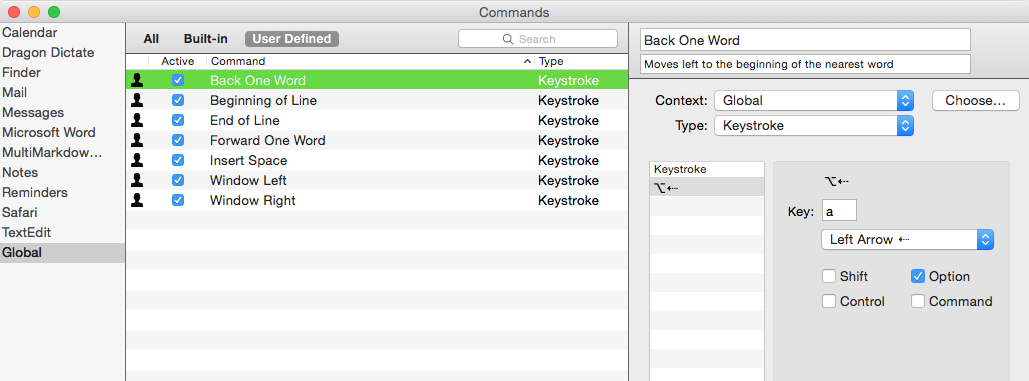 Commands
Calendar
Dragon Dictate
Finder
Mail
Messages
Microsoft Word
MultiMarkdow...
Notes
Reminders
Safari
TextEdit
Global
All Built-in User Defined Search
Active Command Type
Back One Word Keystroke
Beginning of Line Keystroke
End of Line Keystroke
Forward One Word Keystroke
Insert Space Keystroke
Window Left Keystroke
Window Right Keystroke
Back One Word
Moves left to the beginning of the nearest word
Context: Global Choose...
Type: Keystroke
Keystroke
⌥⇠
⌥⇠
Key: a
Left Arrow ⇠
Shift Option
Control Command